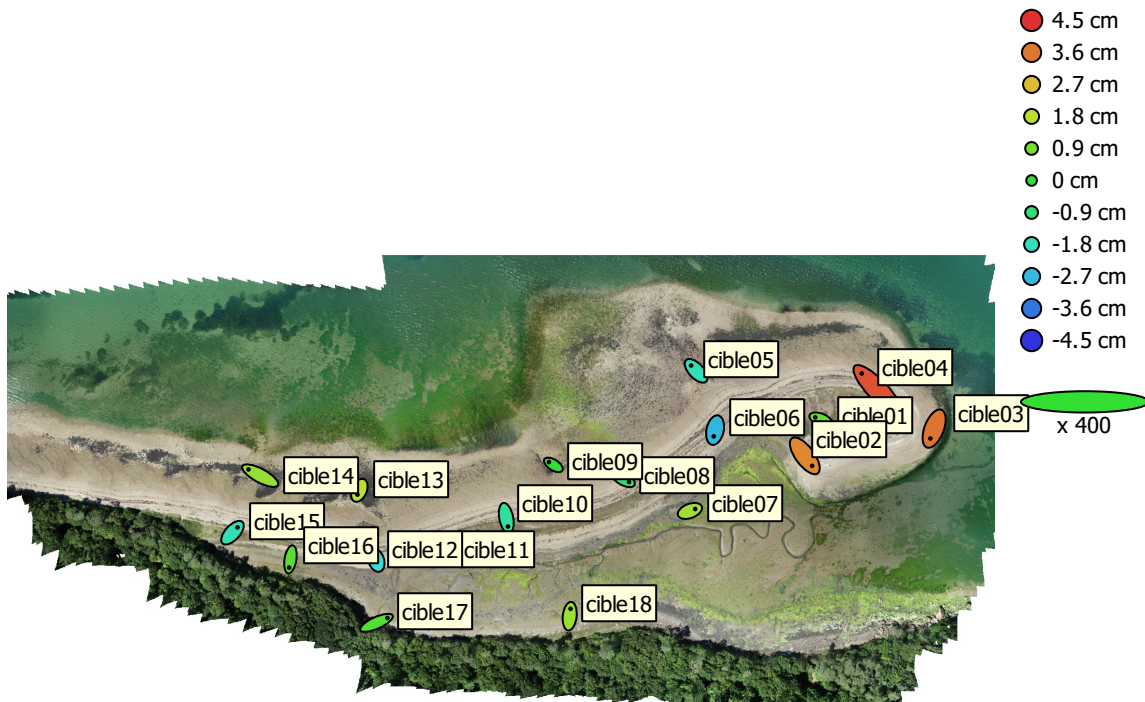 4.5 cm
3.6 cm
2.7 cm
1.8 cm
0.9 cm
0 cm
-0.9 cm
-1.8 cm
-2.7 cm
-3.6 cm
-4.5 cm
x 400
cible05
cible04
cible06
cible01
cible03
cible02
cible09
cible08
cible14
cible13
cible10
cible07
cible15
cible16
cible12
cible11
cible17
cible18